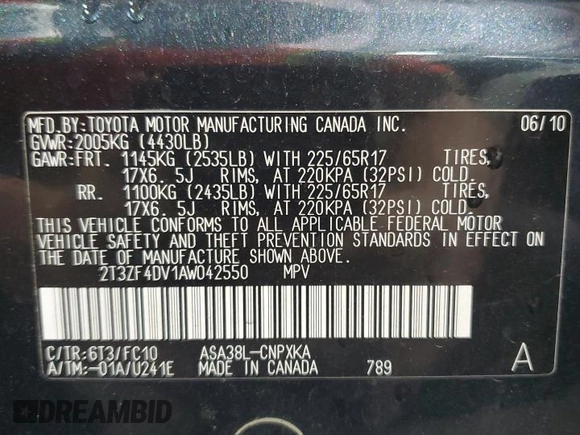 MFD.BY:TOYOTA MOTOR MANUFACTURING CANADA INC. 06/10
GVWR:2005KG (4430LB)
GAWR:FRT. 1145KG (2535LB) WITH 225/65R17 TIRES,
17X6. 5J RIMS, AT 220KPA (32PSI) COLD.
RR. 1100KG (2435LB) WITH 225/65R17 TIRES,
17X6. 5J RIMS, AT 220KPA (32PSI) COLD.
THIS VEHICLE CONFORMS TO ALL APPLICABLE FEDERAL MOTOR
VEHICLE SAFETY AND THEFT PREVENTION STANDARDS IN EFFECT ON
THE DATE OF MANUFACTURE SHOWN ABOVE.
2T3ZF4DV1AW042550 MPV
C/TR:6T3/FC10 ASA38L-CNPXKA
A/TM:-01A/U241E MADE IN CANADA 789 A
DREAMBID